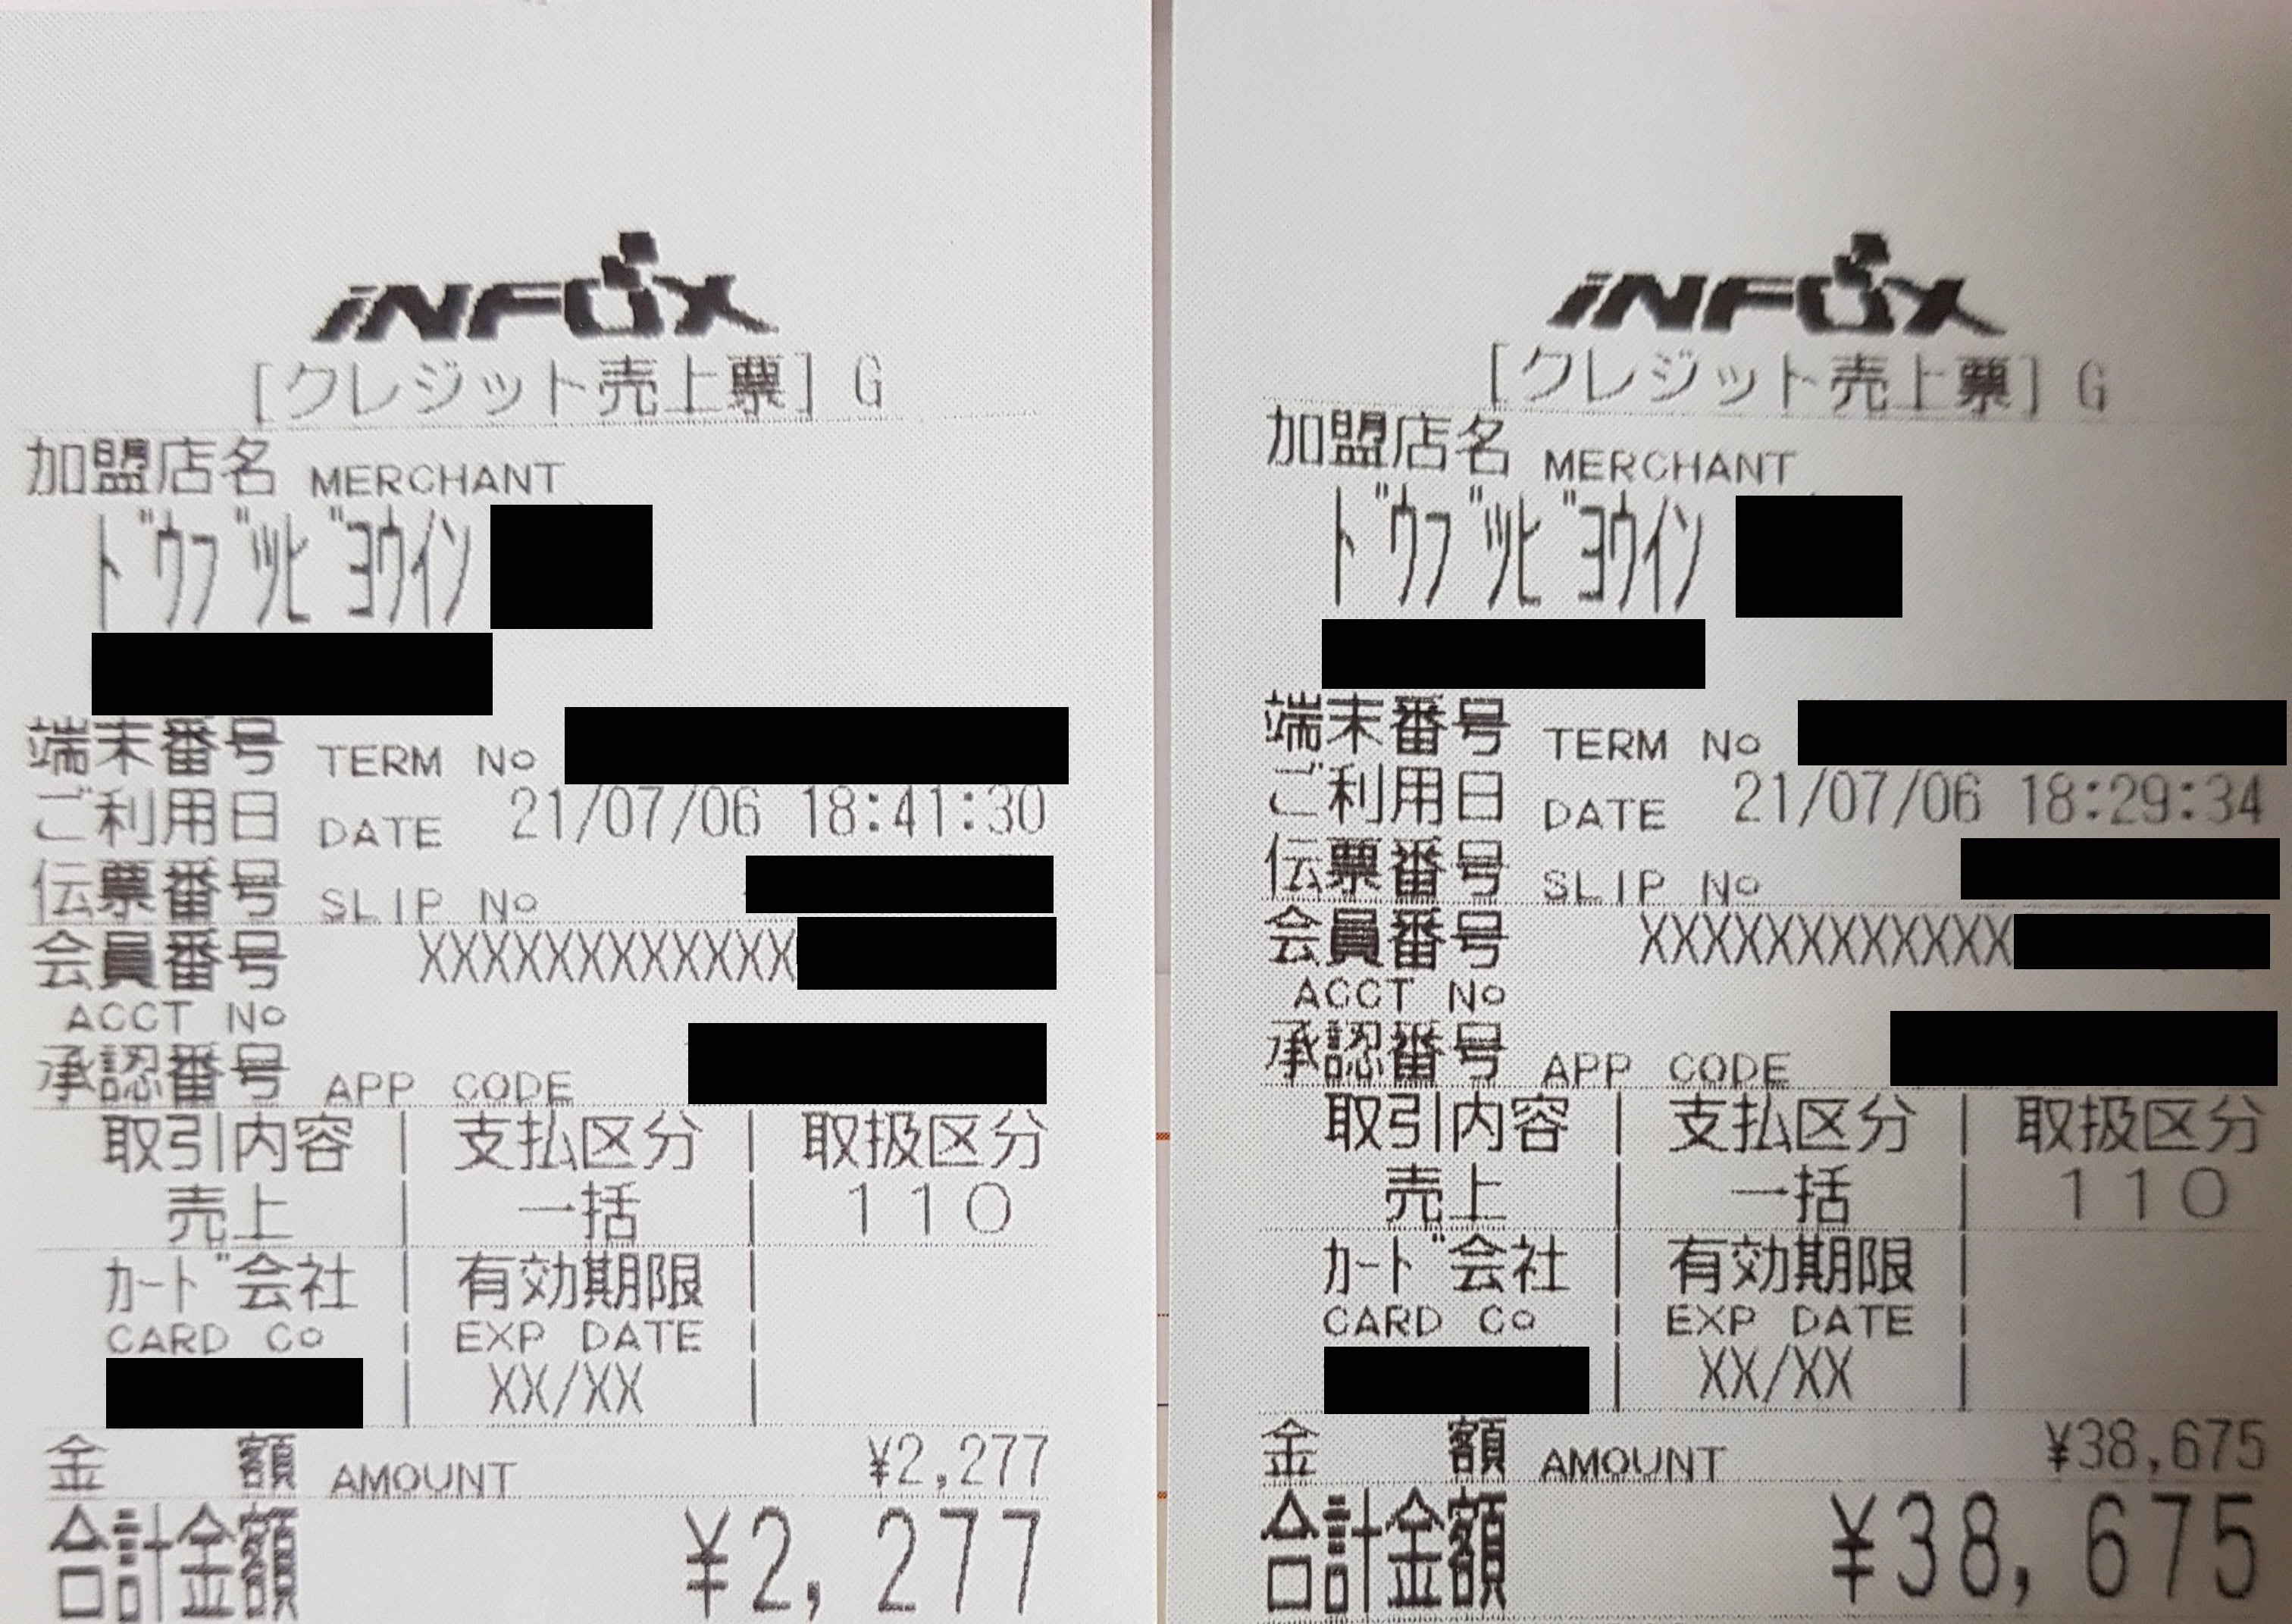 INFOX
[クレジット売上票] G
加盟店名 MERCHANT
ﾄﾞｳﾌﾞﾂﾋﾞﾖｳｲﾝ
端末番号 TERM No
ご利用日 DATE 21/07/06 18:41:30
伝票番号 SLIP No
会員番号 XXXXXXXXXXXX
ACCT No
承認番号 APP CODE
取引内容 | 支払区分 | 取扱区分
売上 | 一括 | 110
ｶｰﾄﾞ会社 | 有効期限 |
CARD Co | EXP DATE |
| XX/XX |
金 額 AMOUNT ¥2,277
合計金額 ¥2,277
INFOX
[クレジット売上票] G
加盟店名 MERCHANT
ﾄﾞｳﾌﾞﾂﾋﾞﾖｳｲﾝ
端末番号 TERM No
ご利用日 DATE 21/07/06 18:29:34
伝票番号 SLIP No
会員番号 XXXXXXXXXXXX
ACCT No
承認番号 APP CODE
取引内容 | 支払区分 | 取扱区分
売上 | 一括 | 110
ｶｰﾄﾞ会社 | 有効期限 |
CARD Co | EXP DATE |
| XX/XX |
金 額 AMOUNT ¥38,675
合計金額 ¥38,675